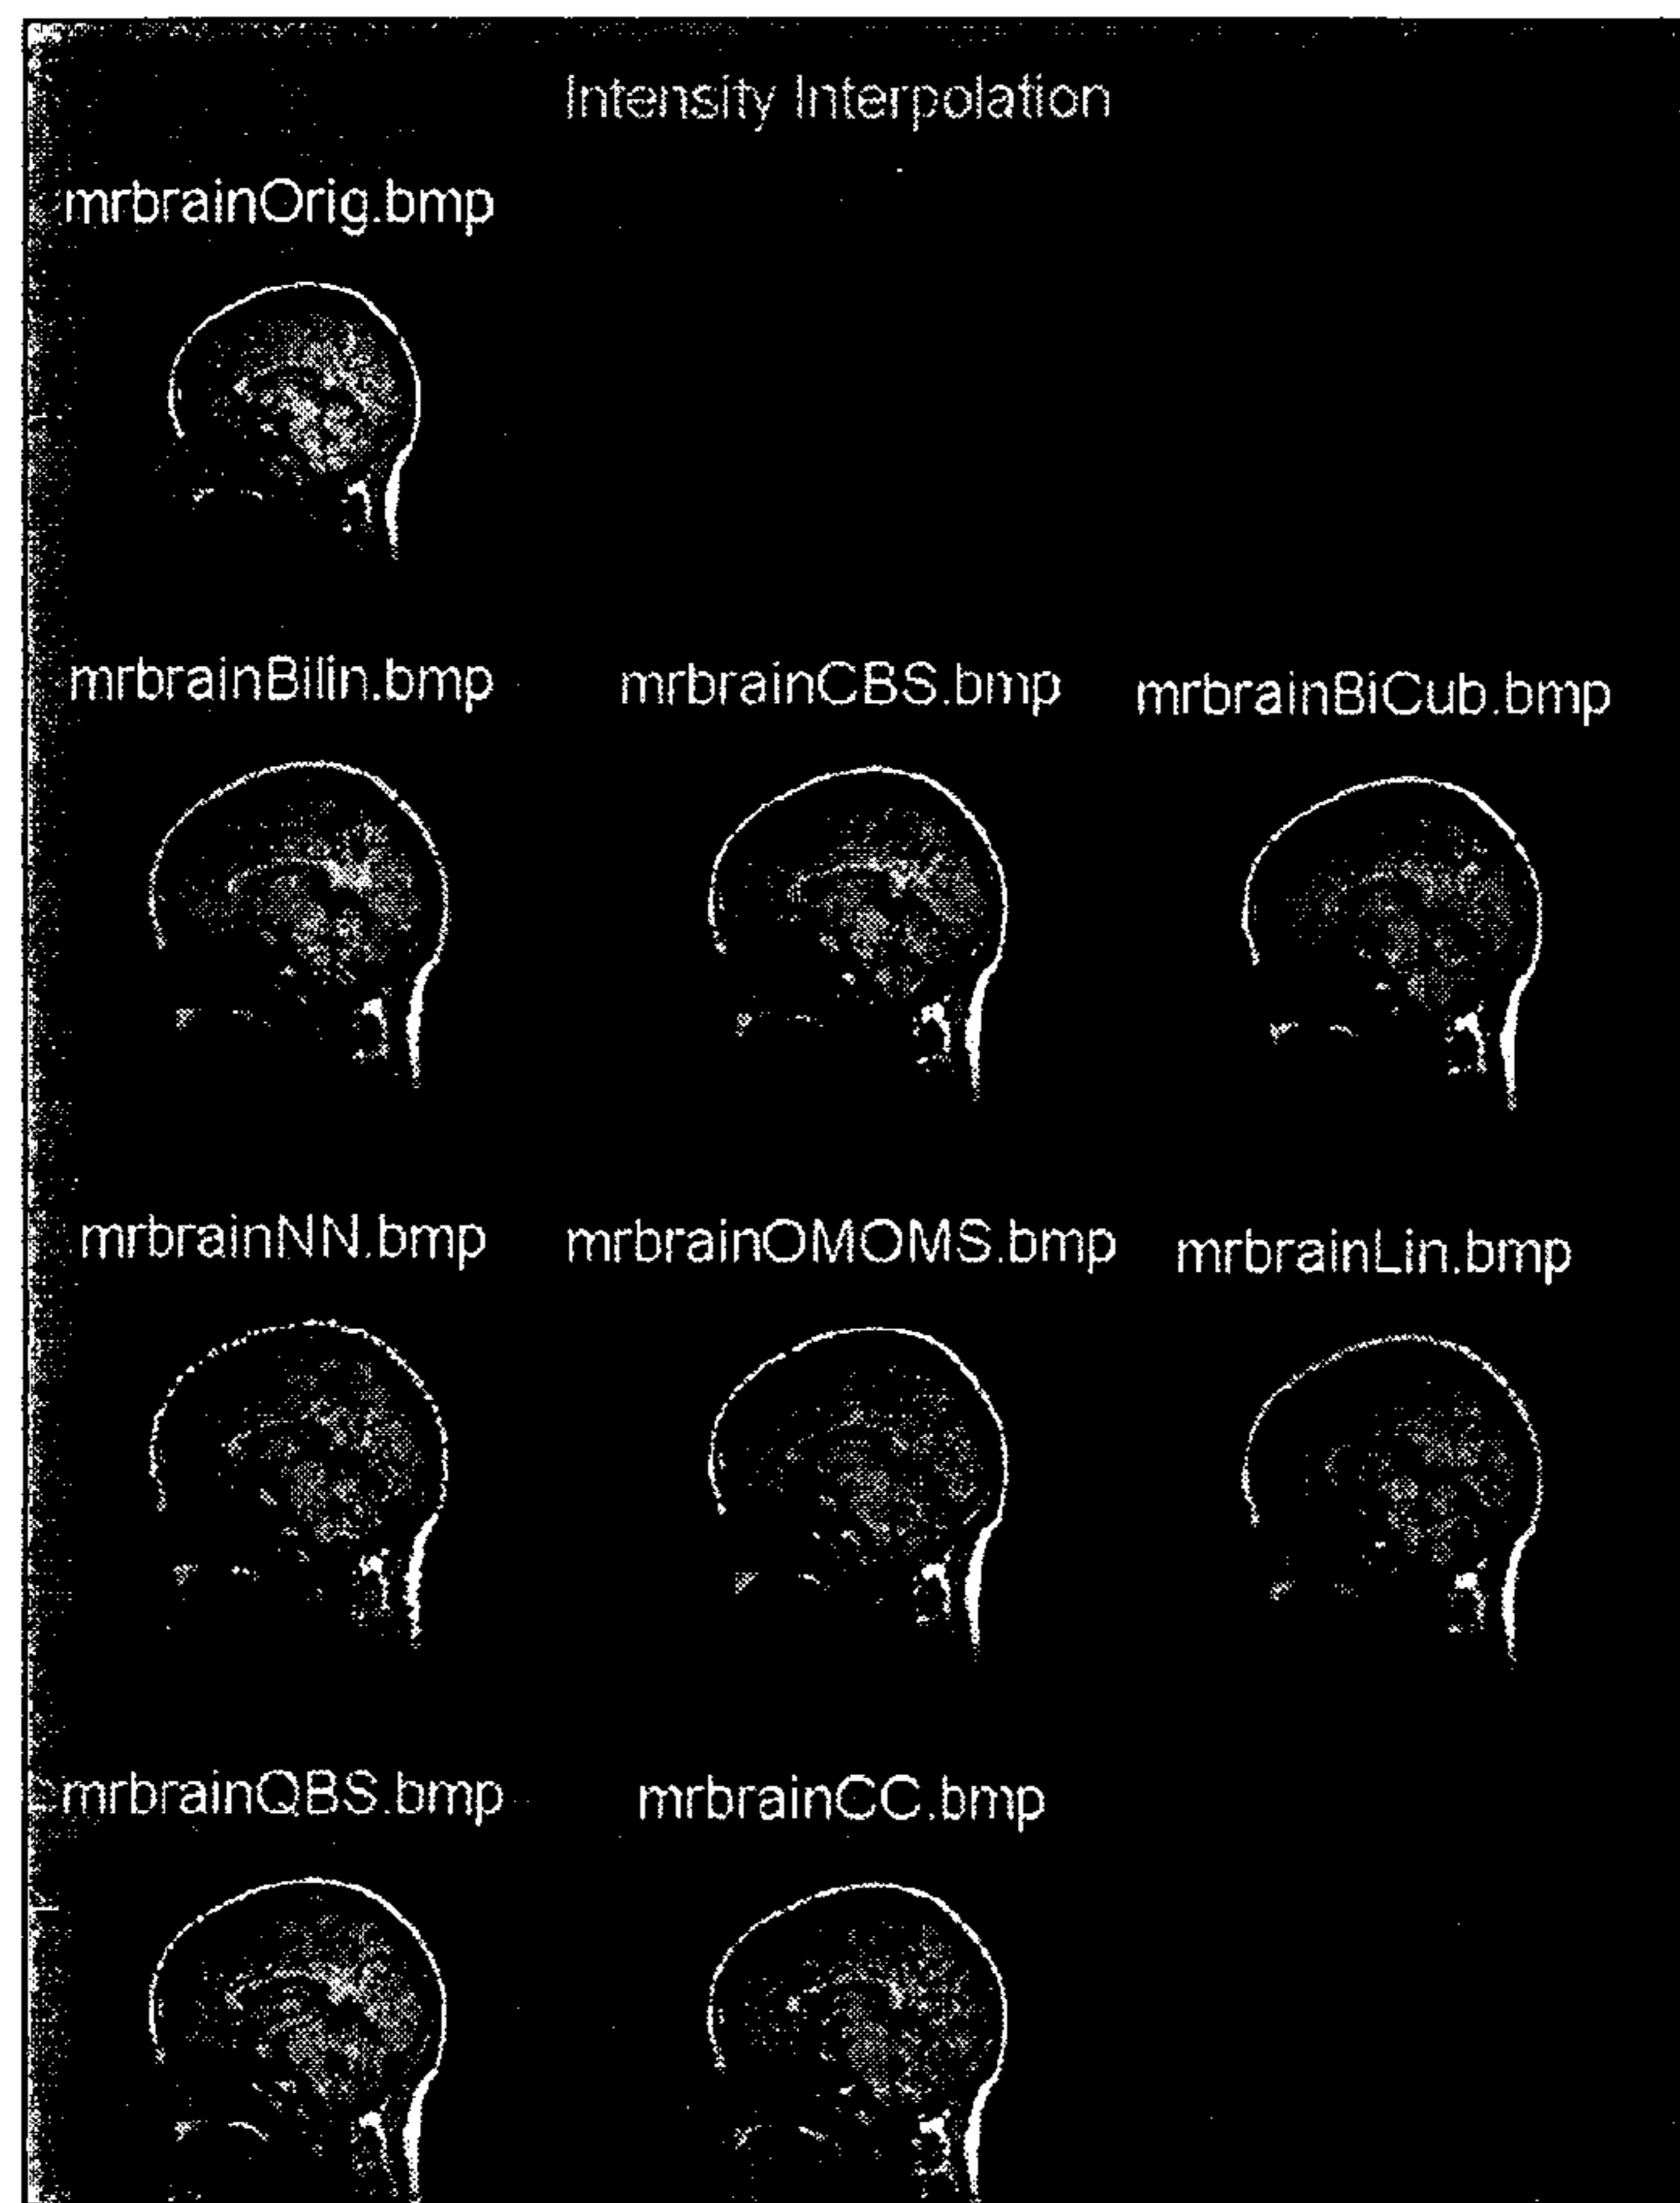 Intensity Interpolation
mrbrainOrig.bmp
mrbrainBilin.bmp
mrbrainCBS.bmp
mrbrainBiCub.bmp
mrbrainNN.bmp
mrbrainOMOMS.bmp
mrbrainLin.bmp
mrbrainQBS.bmp
mrbrainCC.bmp